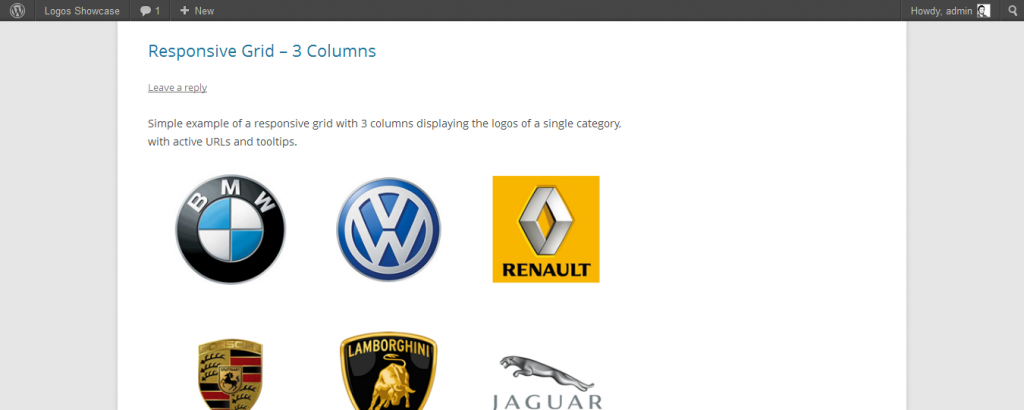 Logos Showcase 1 + New Howdy, admin
Responsive Grid – 3 Columns
Leave a reply
Simple example of a responsive grid with 3 columns displaying the logos of a single category,
with active URLs and tooltips.
BMW
VW
RENAULT
PORSCHE
LAMBORGHINI
JAGUAR